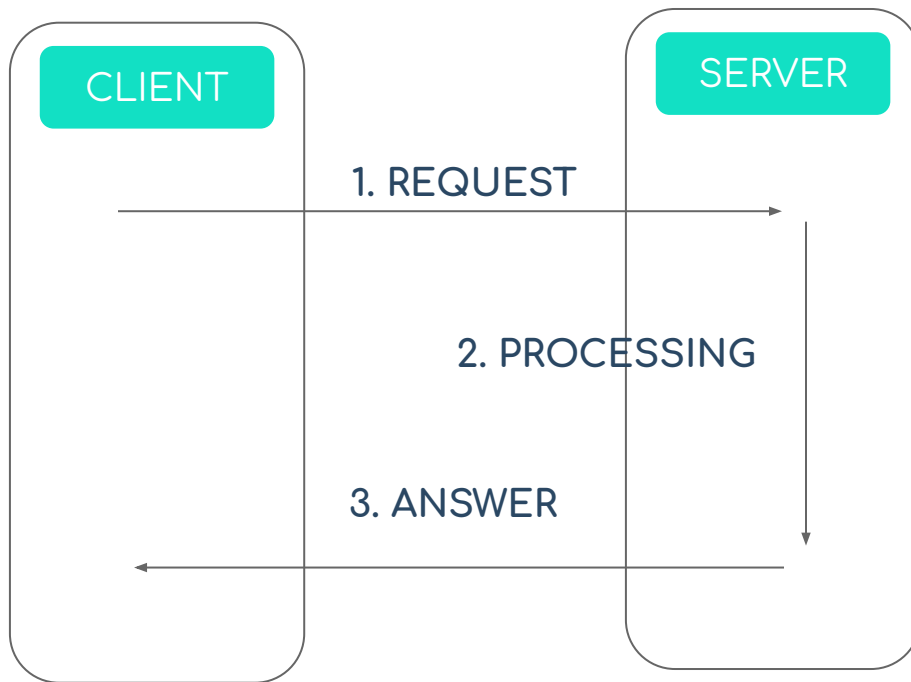 CLIENT
SERVER
1. REQUEST
2. PROCESSING
3. ANSWER